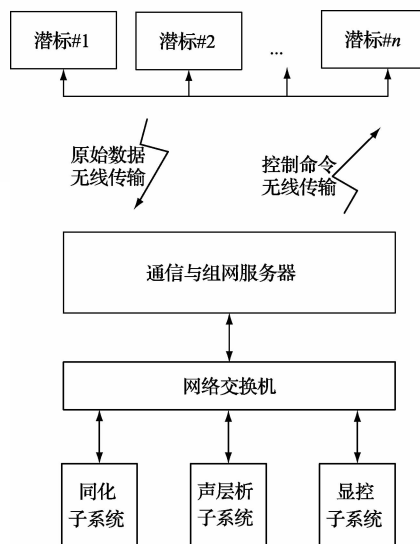 潜标#1
潜标#2
...
潜标#n
原始数据
无线传输
控制命令
无线传输
通信与组网服务器
网络交换机
同化
子系统
声层析
子系统
显控
子系统